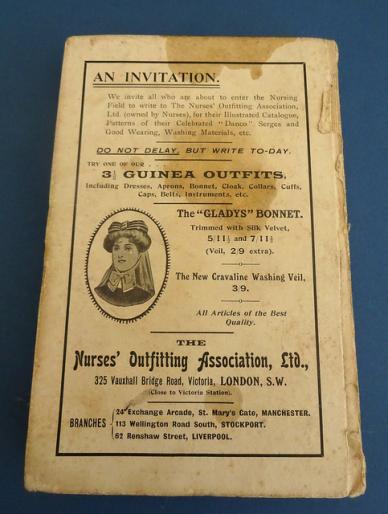 AN INVITATION.
We invite all who are about to enter the Nursing
Field to write to The Nurses' Outfitting Association,
Ltd. (owned by Nurses), for their Illustrated Catalogue,
Patterns of their Celebrated "Danco" Serges and
Good Wearing, Washing Materials, etc.
DO NOT DELAY, BUT WRITE TO-DAY.
TRY ONE OF OUR . . .
3½ GUINEA OUTFITS,
Including Dresses, Aprons, Bonnet, Cloak, Collars, Cuffs,
Caps, Belts, Instruments, etc.
The "GLADYS" BONNET.
Trimmed with Silk Velvet,
5/11½ and 7/11½
(Veil, 2/9 extra).
The New Cravaline Washing Veil,
3/9.
All Articles of the Best
Quality.
THE
Nurses' Outfitting Association, Ltd.,
325 Vauxhall Bridge Road, Victoria, LONDON, S.W.
(Close to Victoria Station).
BRANCHES
24 Exchange Arcade, St. Mary's Gate, MANCHESTER.
113 Wellington Road South, STOCKPORT.
62 Renshaw Street, LIVERPOOL.